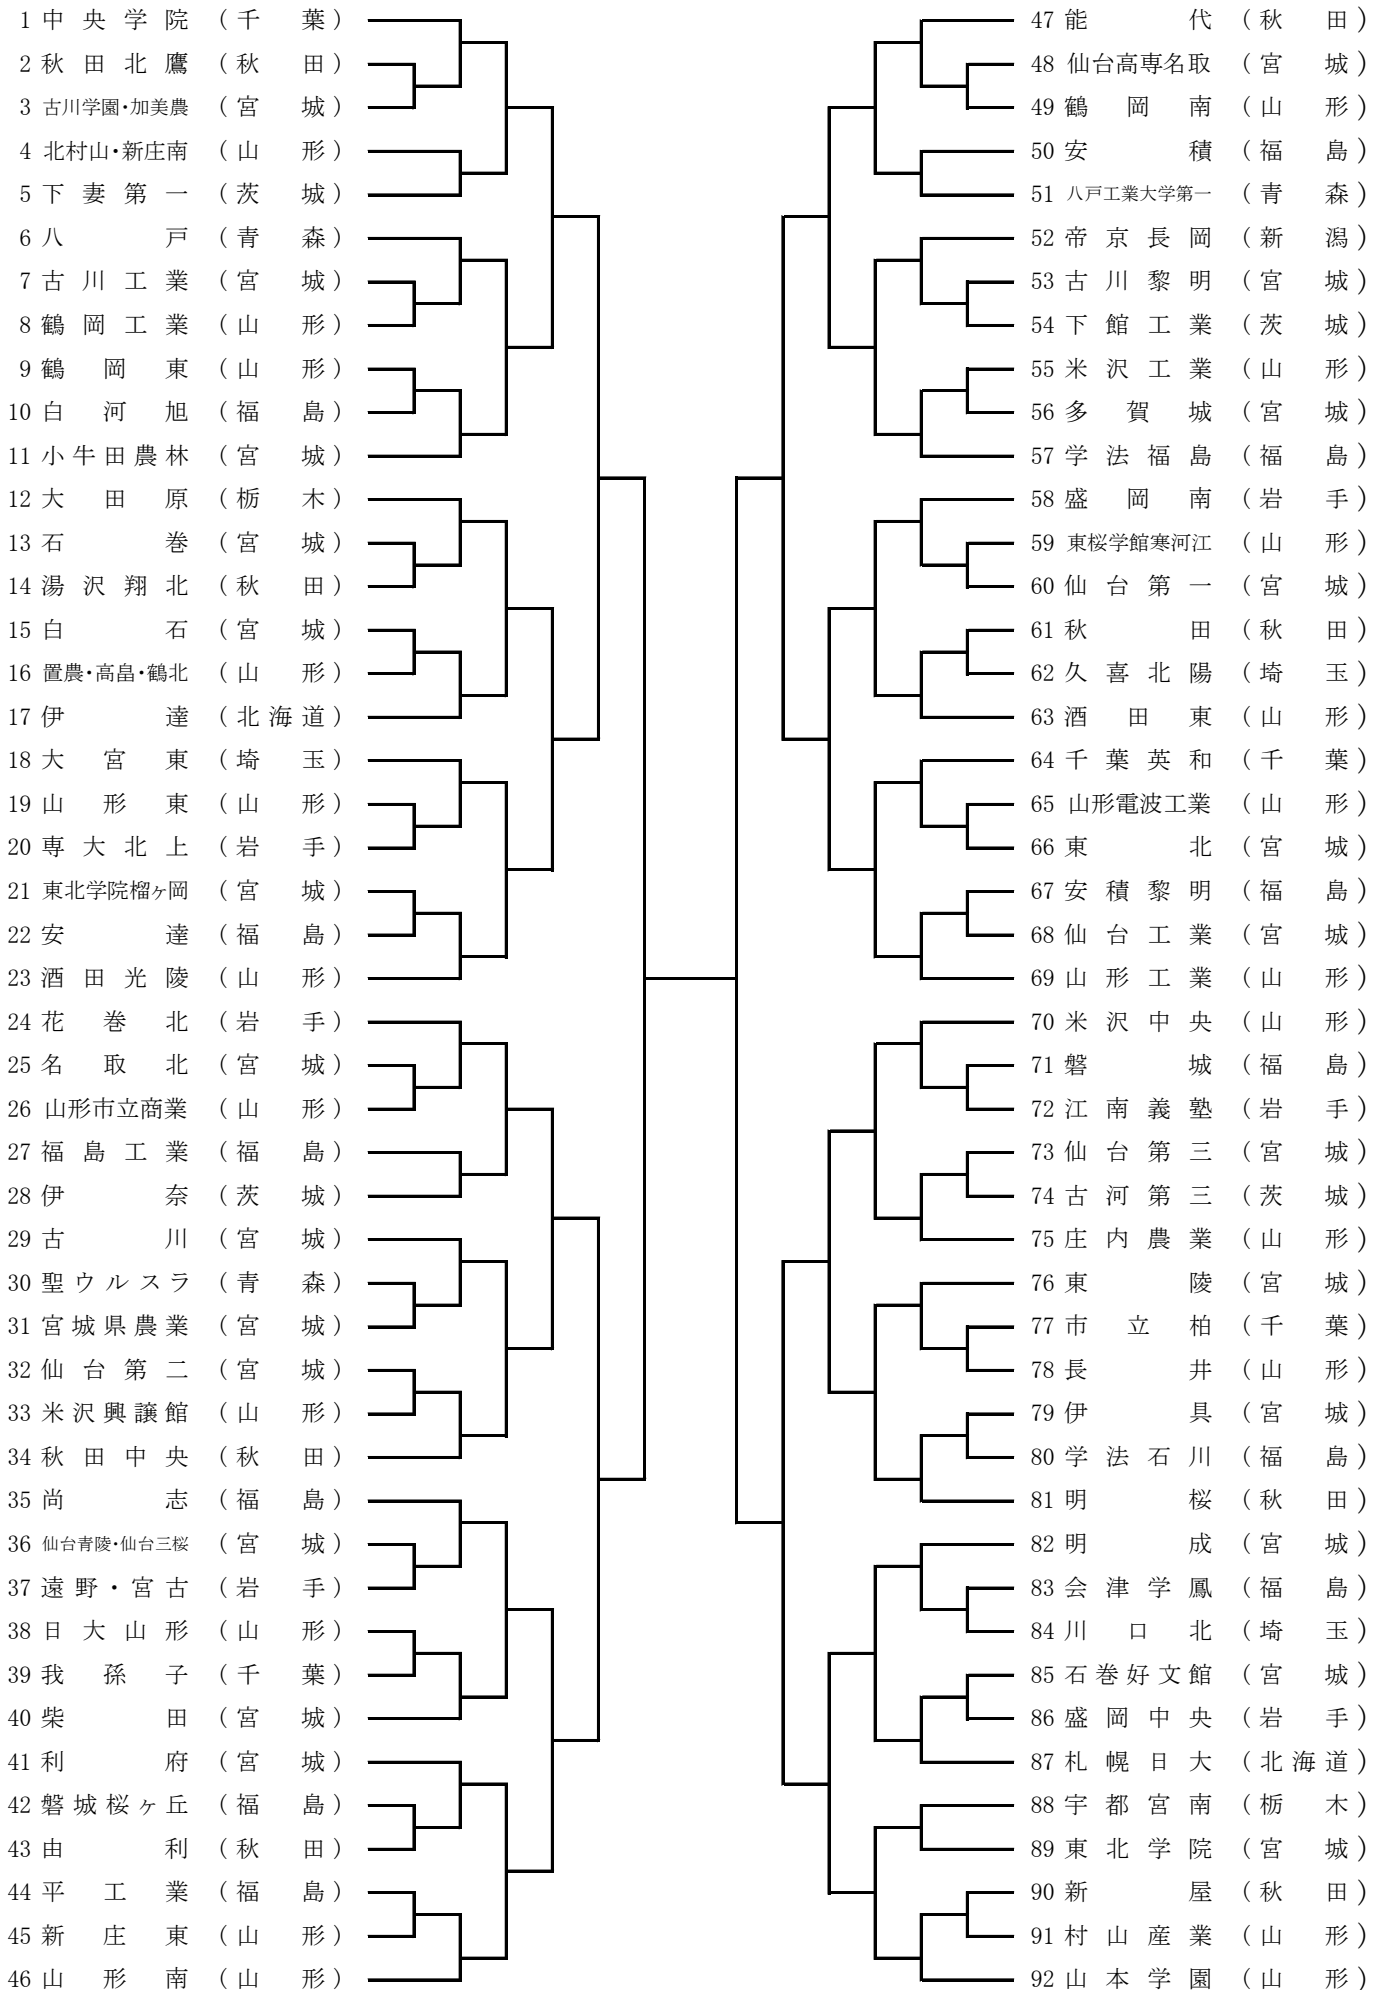 1 中央学院 (千葉)
2 秋田北鷹 (秋田)
3 古川学園・加美農 (宮城)
4 北村山・新庄南 (山形)
5 下妻第一 (茨城)
6 八戸 (青森)
7 古川工業 (宮城)
8 鶴岡工業 (山形)
9 鶴岡東 (山形)
10 白河旭 (福島)
11 小牛田農林 (宮城)
12 大田原 (栃木)
13 石巻 (宮城)
14 湯沢翔北 (秋田)
15 白石 (宮城)
16 置農・高畠・鶴北 (山形)
17 伊達 (北海道)
18 大宮東 (埼玉)
19 山形東 (山形)
20 専大北上 (岩手)
21 東北学院榴ヶ岡 (宮城)
22 安達 (福島)
23 酒田光陵 (山形)
24 花巻北 (岩手)
25 名取北 (宮城)
26 山形市立商業 (山形)
27 福島工業 (福島)
28 伊奈 (茨城)
29 古川 (宮城)
30 聖ウルスラ (青森)
31 宮城県農業 (宮城)
32 仙台第二 (宮城)
33 米沢興譲館 (山形)
34 秋田中央 (秋田)
35 尚志 (福島)
36 仙台青陵・仙台三桜 (宮城)
37 遠野・宮古 (岩手)
38 日大山形 (山形)
39 我孫子 (千葉)
40 柴田 (宮城)
41 利府 (宮城)
42 磐城桜ヶ丘 (福島)
43 由利 (秋田)
44 平工業 (福島)
45 新庄東 (山形)
46 山形南 (山形)
47 能代 (秋田)
48 仙台高専名取 (宮城)
49 鶴岡南 (山形)
50 安積 (福島)
51 八戸工業大学第一 (青森)
52 帝京長岡 (新潟)
53 古川黎明 (宮城)
54 下館工業 (茨城)
55 米沢工業 (山形)
56 多賀城 (宮城)
57 学法福島 (福島)
58 盛岡南 (岩手)
59 東桜学館寒河江 (山形)
60 仙台第一 (宮城)
61 秋田 (秋田)
62 久喜北陽 (埼玉)
63 酒田東 (山形)
64 千葉英和 (千葉)
65 山形電波工業 (山形)
66 東北 (宮城)
67 安積黎明 (福島)
68 仙台工業 (宮城)
69 山形工業 (山形)
70 米沢中央 (山形)
71 磐城 (福島)
72 江南義塾 (岩手)
73 仙台第三 (宮城)
74 古河第三 (茨城)
75 庄内農業 (山形)
76 東陵 (宮城)
77 市立柏 (千葉)
78 長井 (山形)
79 伊具 (宮城)
80 学法石川 (福島)
81 明桜 (秋田)
82 明成 (宮城)
83 会津学鳳 (福島)
84 川口北 (埼玉)
85 石巻好文館 (宮城)
86 盛岡中央 (岩手)
87 札幌日大 (北海道)
88 宇都宮南 (栃木)
89 東北学院 (宮城)
90 新屋 (秋田)
91 村山産業 (山形)
92 山本学園 (山形)